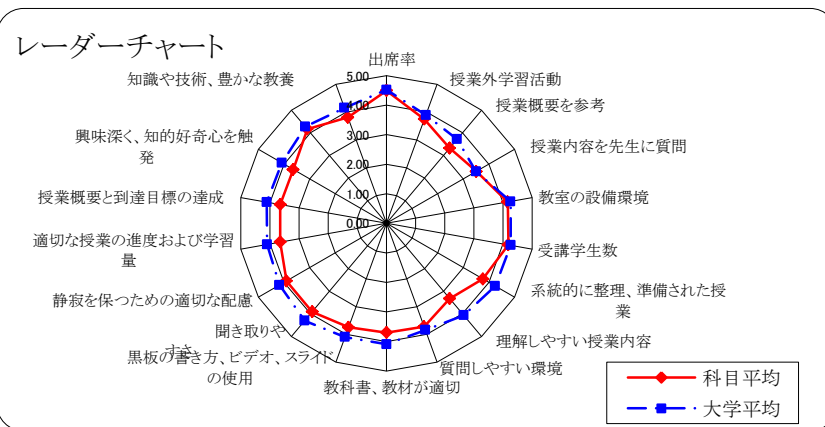 レーダーチャート
出席率
授業外学習活動
授業概要を参考
授業内容を先生に質問
教室の設備環境
受講学生数
系統的に整理、準備された授
業
理解しやすい授業内容
質問しやすい環境
教科書、教材が適切
黒板の書き方、ビデオ、スライド
の使用
聞き取りや
すさ
静寂を保つための適切な配慮
適切な授業の進度および学習
量
授業概要と到達目標の達成
興味深く、知的好奇心を触
発
知識や技術、豊かな教養
5.00
4.00
3.00
2.00
1.00
0.00
科目平均
大学平均